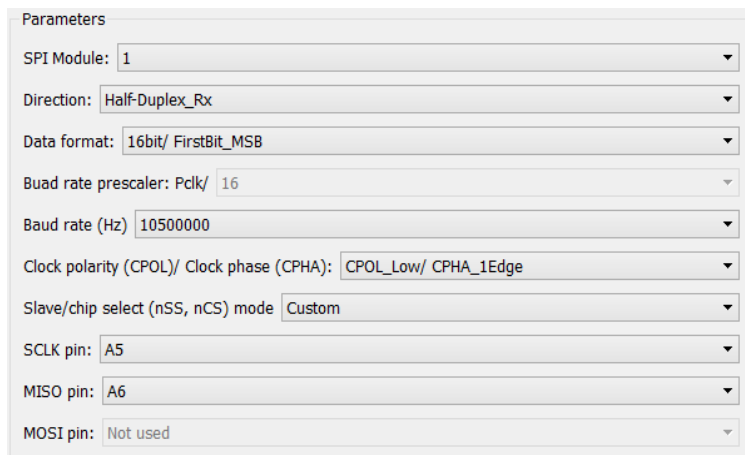 Parameters
SPI Module: 1
Direction: Half-Duplex_Rx
Data format: 16bit/ FirstBit_MSB
Buad rate prescaler: Pclk/ 16
Baud rate (Hz) 10500000
Clock polarity (CPOL)/ Clock phase (CPHA): CPOL_Low/ CPHA_1Edge
Slave/chip select (nSS, nCS) mode Custom
SCLK pin: A5
MISO pin: A6
MOSI pin: Not used